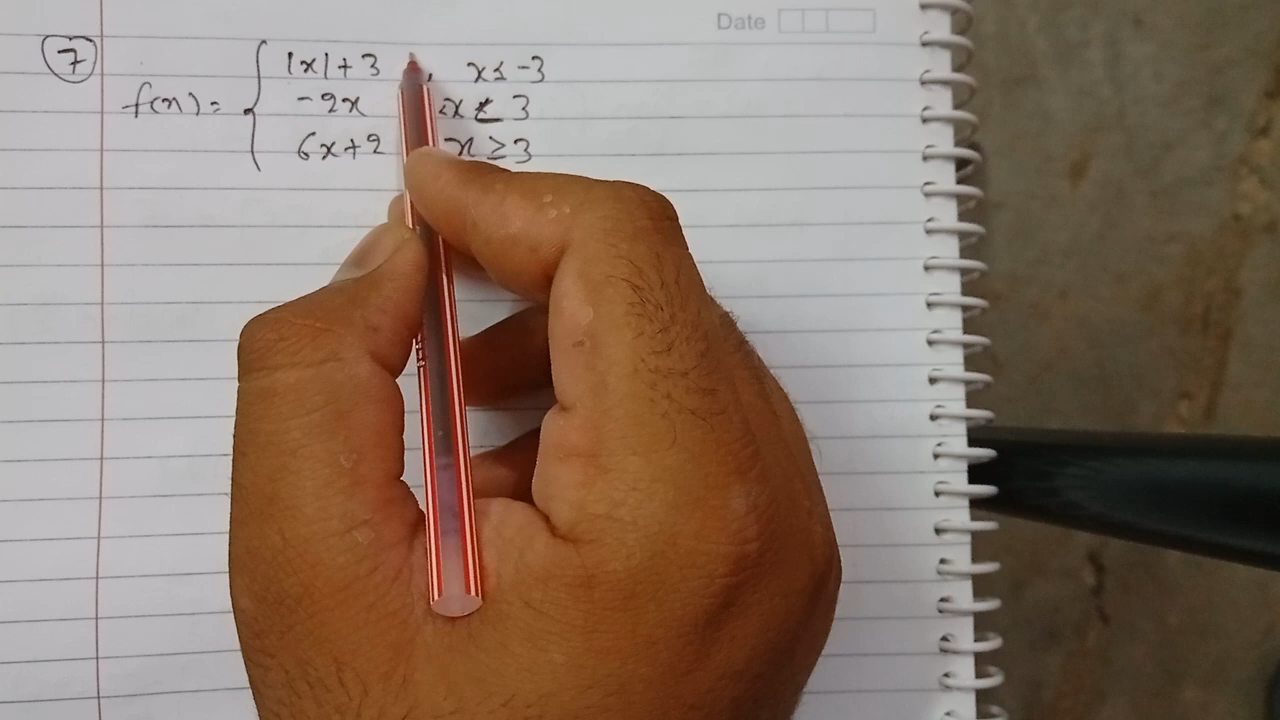 Date
7
|x|+3 , x ≤ -3
f(x)=
-2x <x < 3
6x+2 x ≥ 3